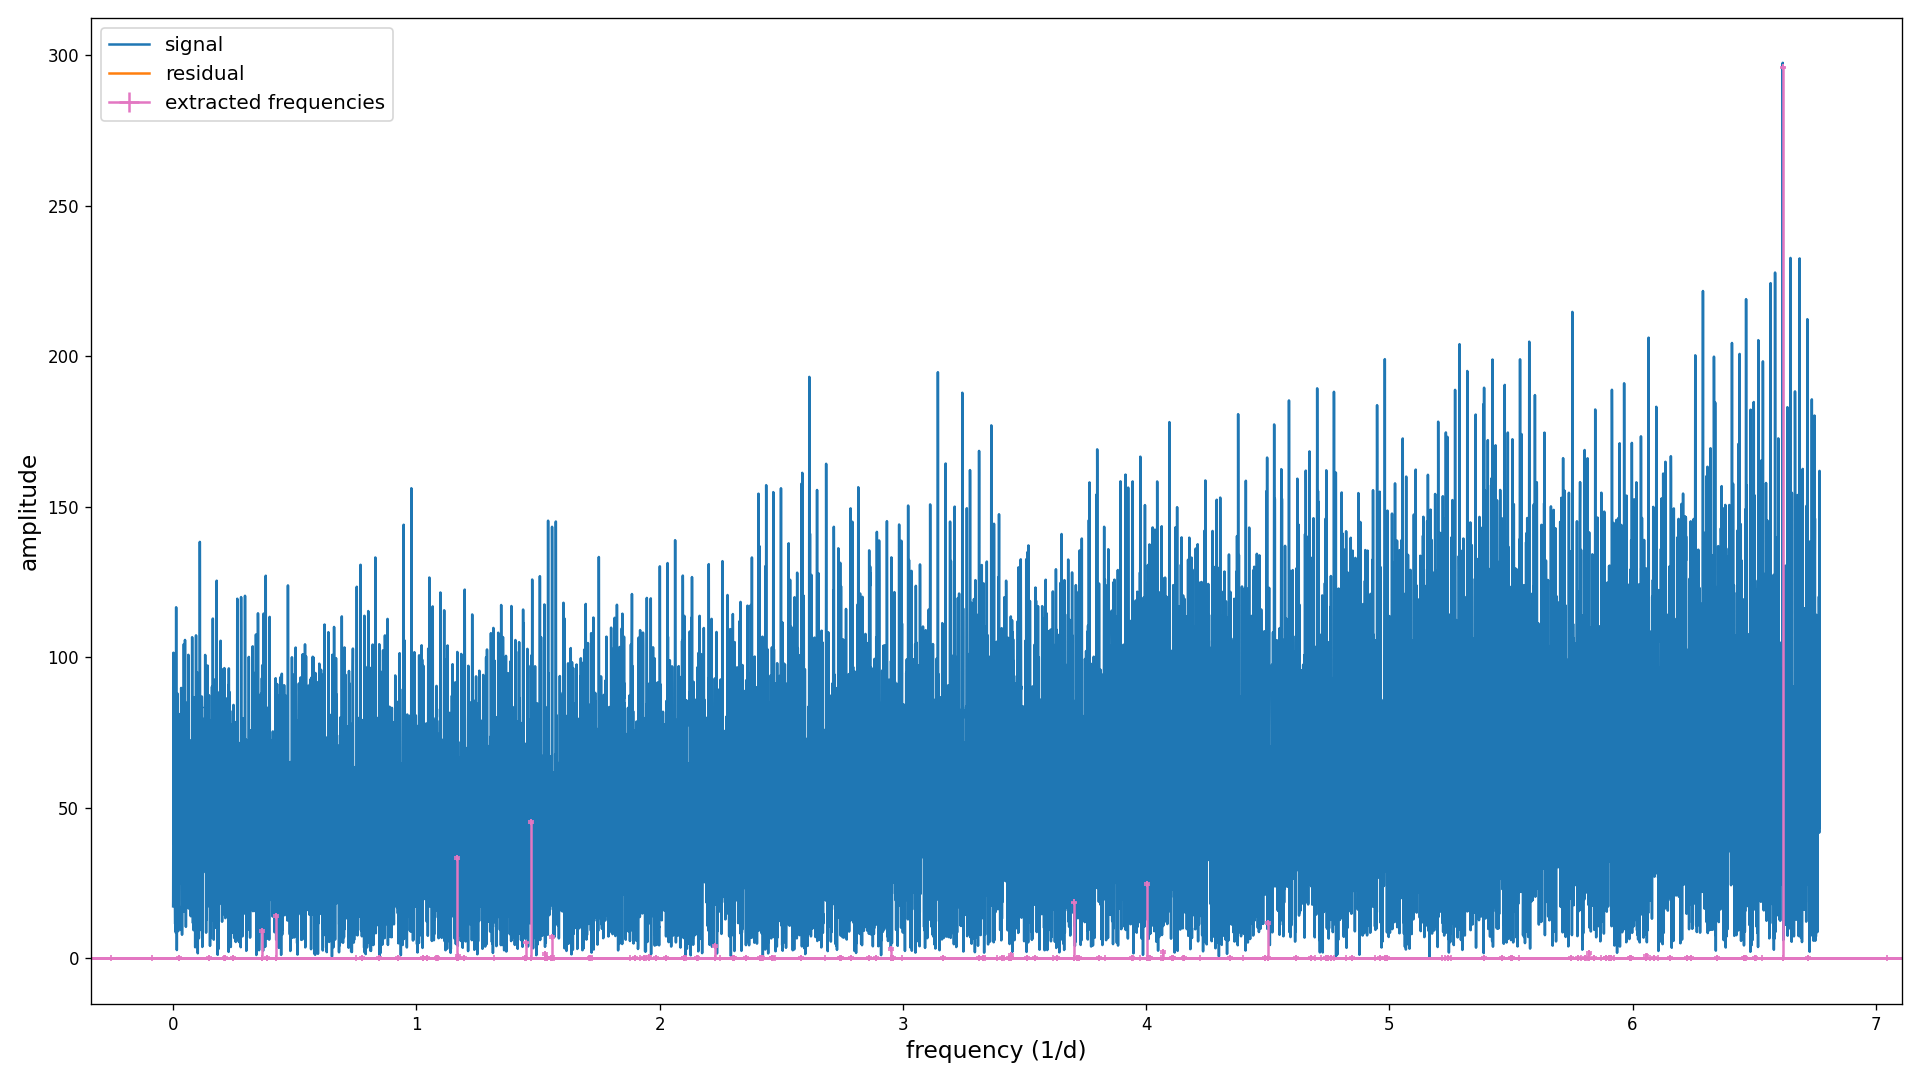 signal
residual
extracted frequencies
300
250
200
150
100
50
0
amplitude
0 1 2 3 4 5 6 7
frequency (1/d)